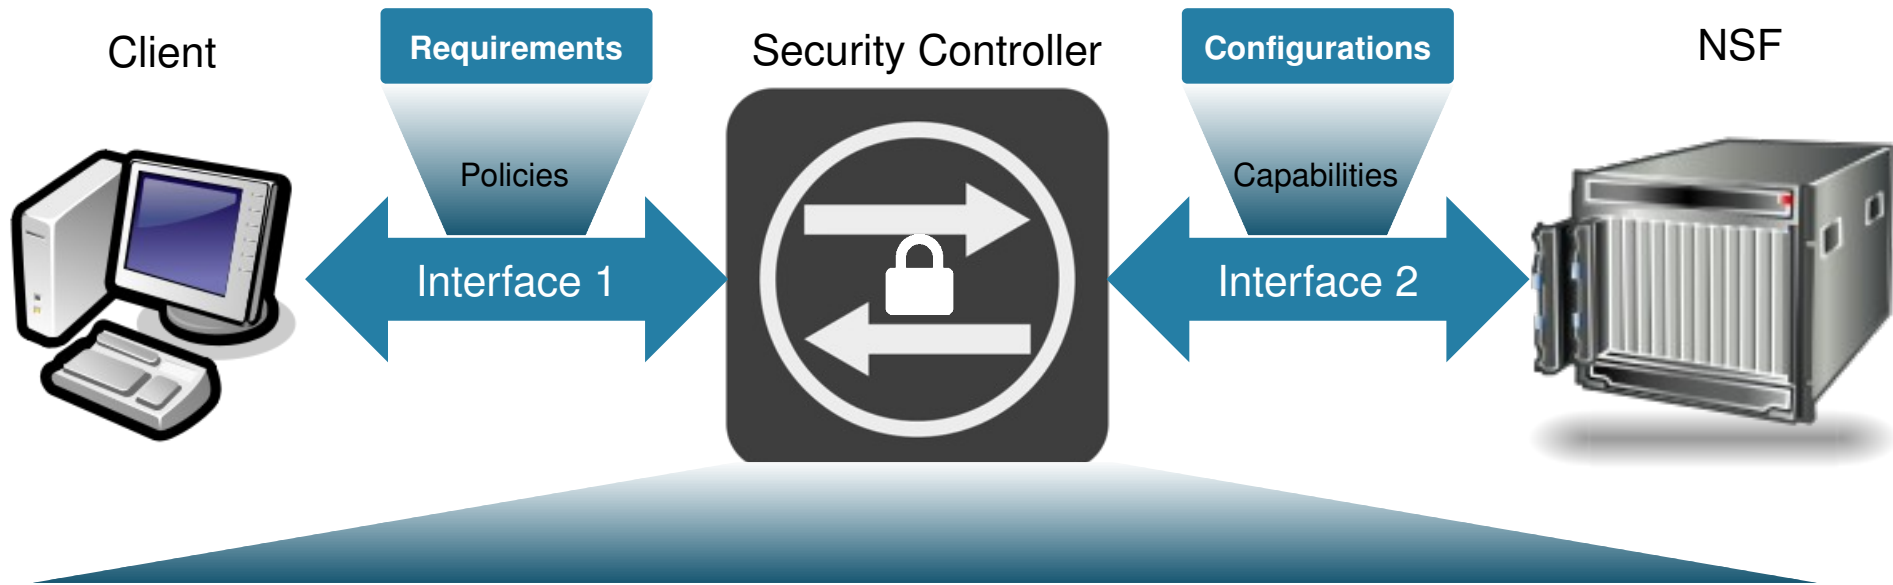 Client
Requirements
Security Controller
Configurations
NSF
Policies
Capabilities
Interface 1
Interface 2